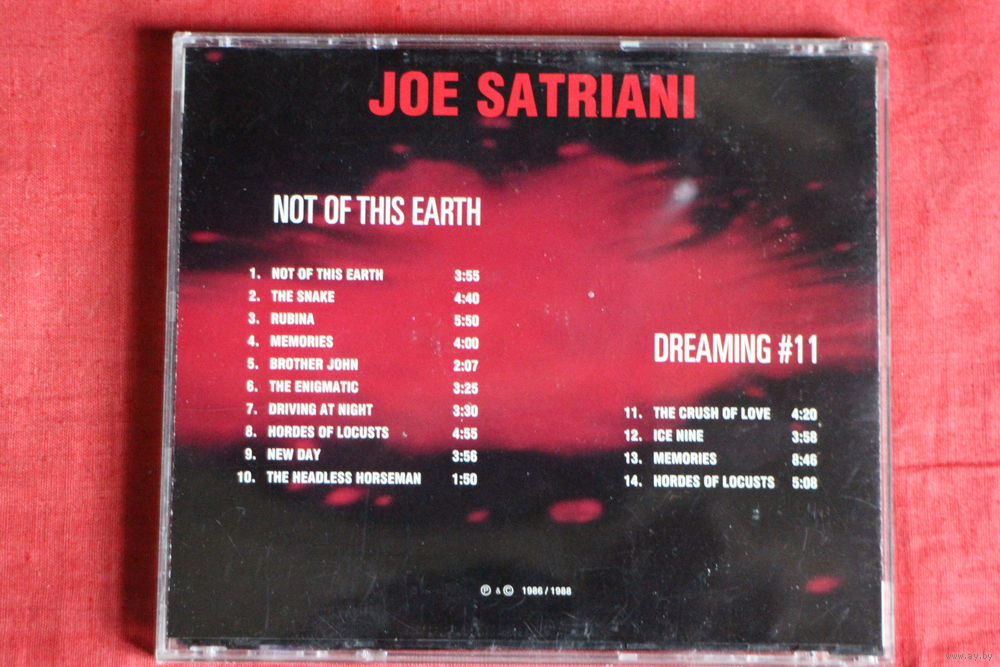 JOE SATRIANI
NOT OF THIS EARTH
1. NOT OF THIS EARTH 3:55
2. THE SNAKE 4:40
3. RUBINA 5:50
4. MEMORIES 4:00
5. BROTHER JOHN 2:07
6. THE ENIGMATIC 3:25
7. DRIVING AT NIGHT 3:30
8. HORDES OF LOCUSTS 4:55
9. NEW DAY 3:56
10. THE HEADLESS HORSEMAN 1:50
DREAMING #11
11. THE CRUSH OF LOVE 4:20
12. ICE NINE 3:58
13. MEMORIES 8:46
14. HORDES OF LOCUSTS 5:08
℗ & © 1986 / 1988
www.ay.by